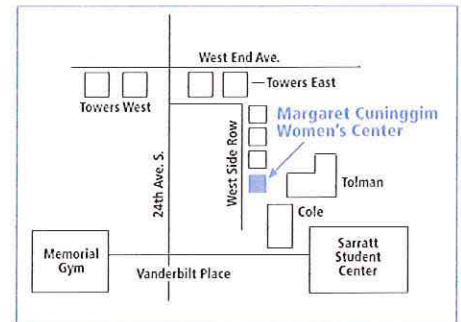 West End Ave.
Towers East
Towers West
Margaret Cuninggim
Women's Center
24th Ave. S.
West Side Row
Tolman
Cole
Memorial
Gym
Sarratt
Student
Center
Vanderbilt Place